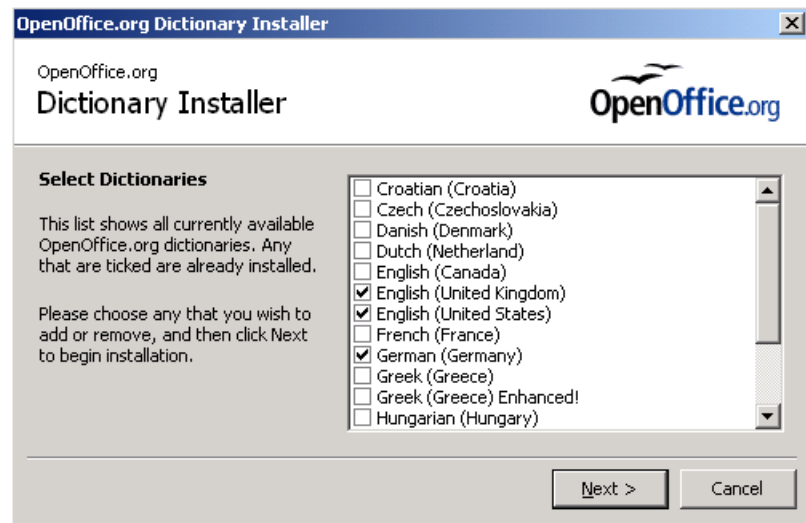 OpenOffice.org Dictionary Installer
OpenOffice.org
Dictionary Installer
OpenOffice.org
Select Dictionaries
This list shows all currently available
OpenOffice.org dictionaries. Any
that are ticked are already installed.
Please choose any that you wish to
add or remove, and then click Next
to begin installation.
Croatian (Croatia)
Czech (Czechoslovakia)
Danish (Denmark)
Dutch (Netherland)
English (Canada)
English (United Kingdom)
English (United States)
French (France)
German (Germany)
Greek (Greece)
Greek (Greece) Enhanced!
Hungarian (Hungary)
Next >
Cancel